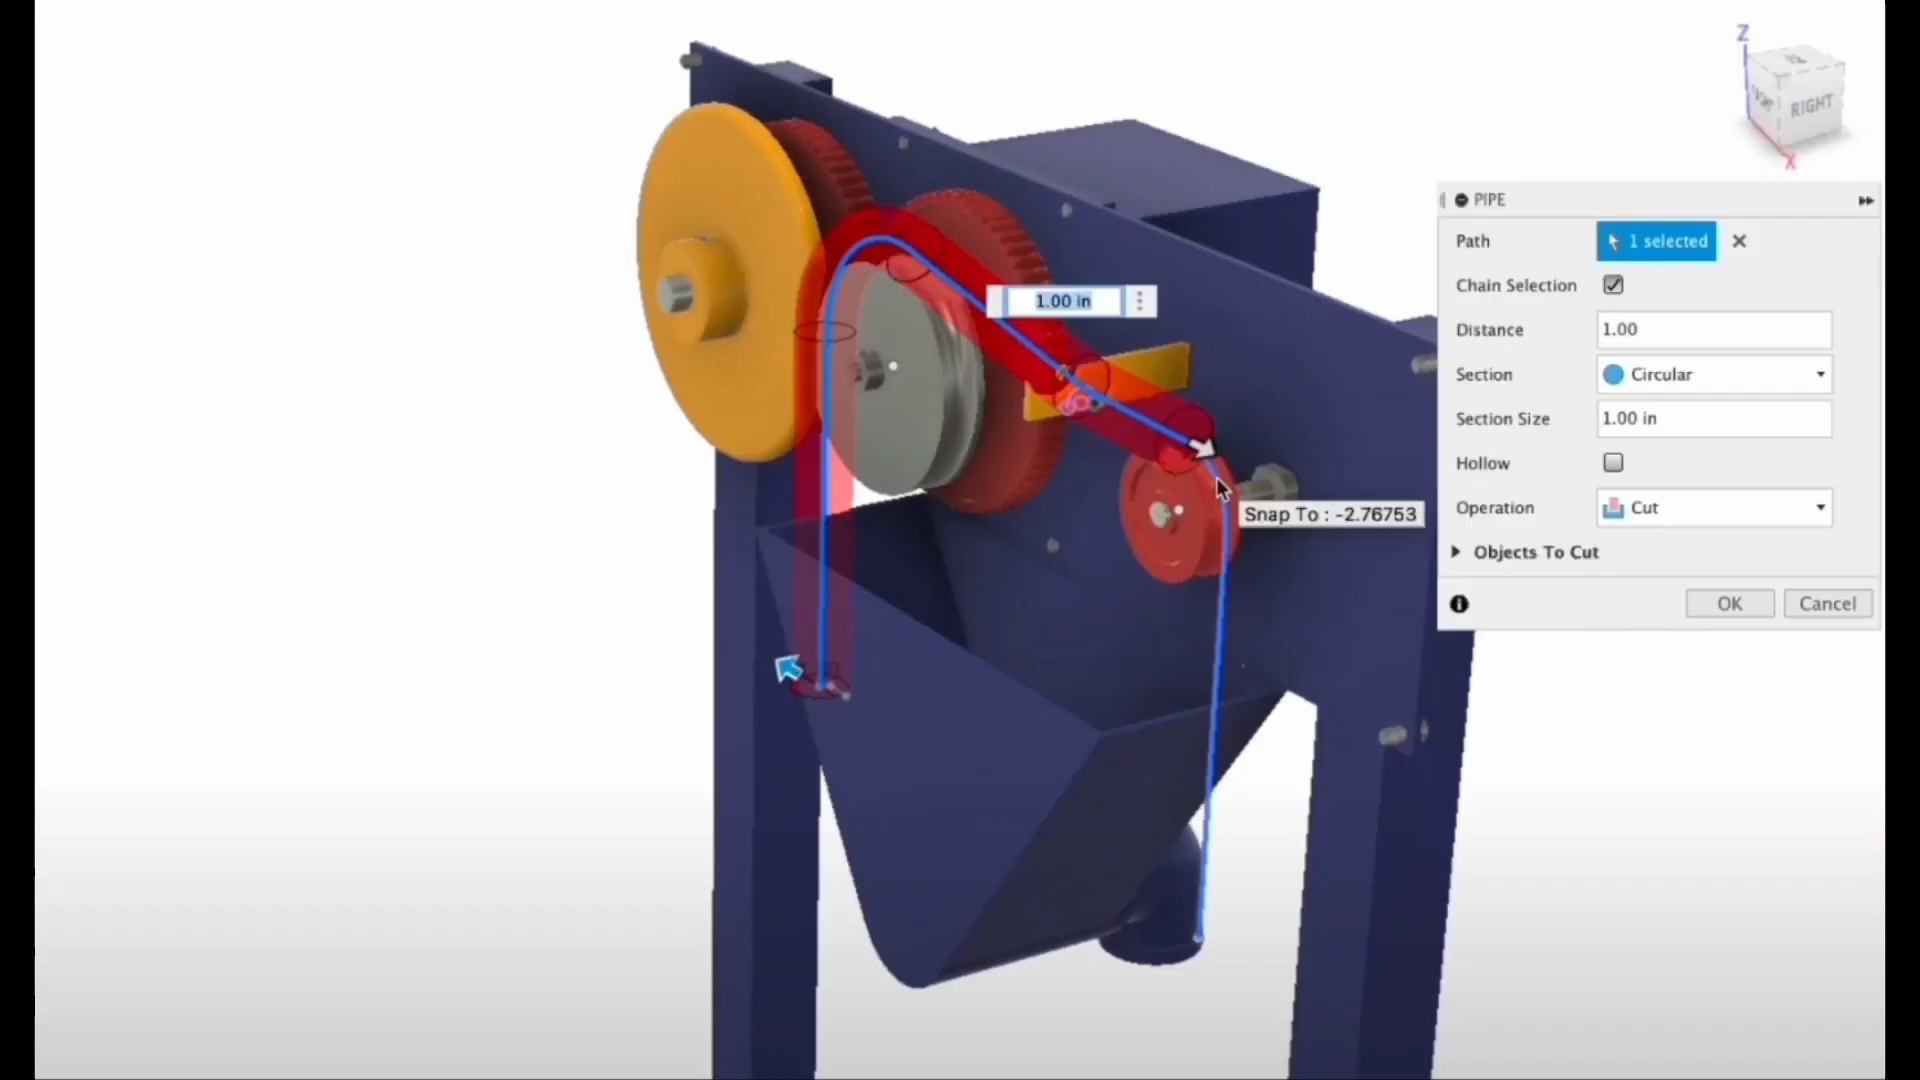 Z
RIGHT
X
PIPE
Path
1 selected
Chain Selection
Distance
1.00
Section
Circular
Section Size
1.00 in
Hollow
Operation
Cut
Objects To Cut
OK
Cancel
1.00 in
Snap To : -2.76753